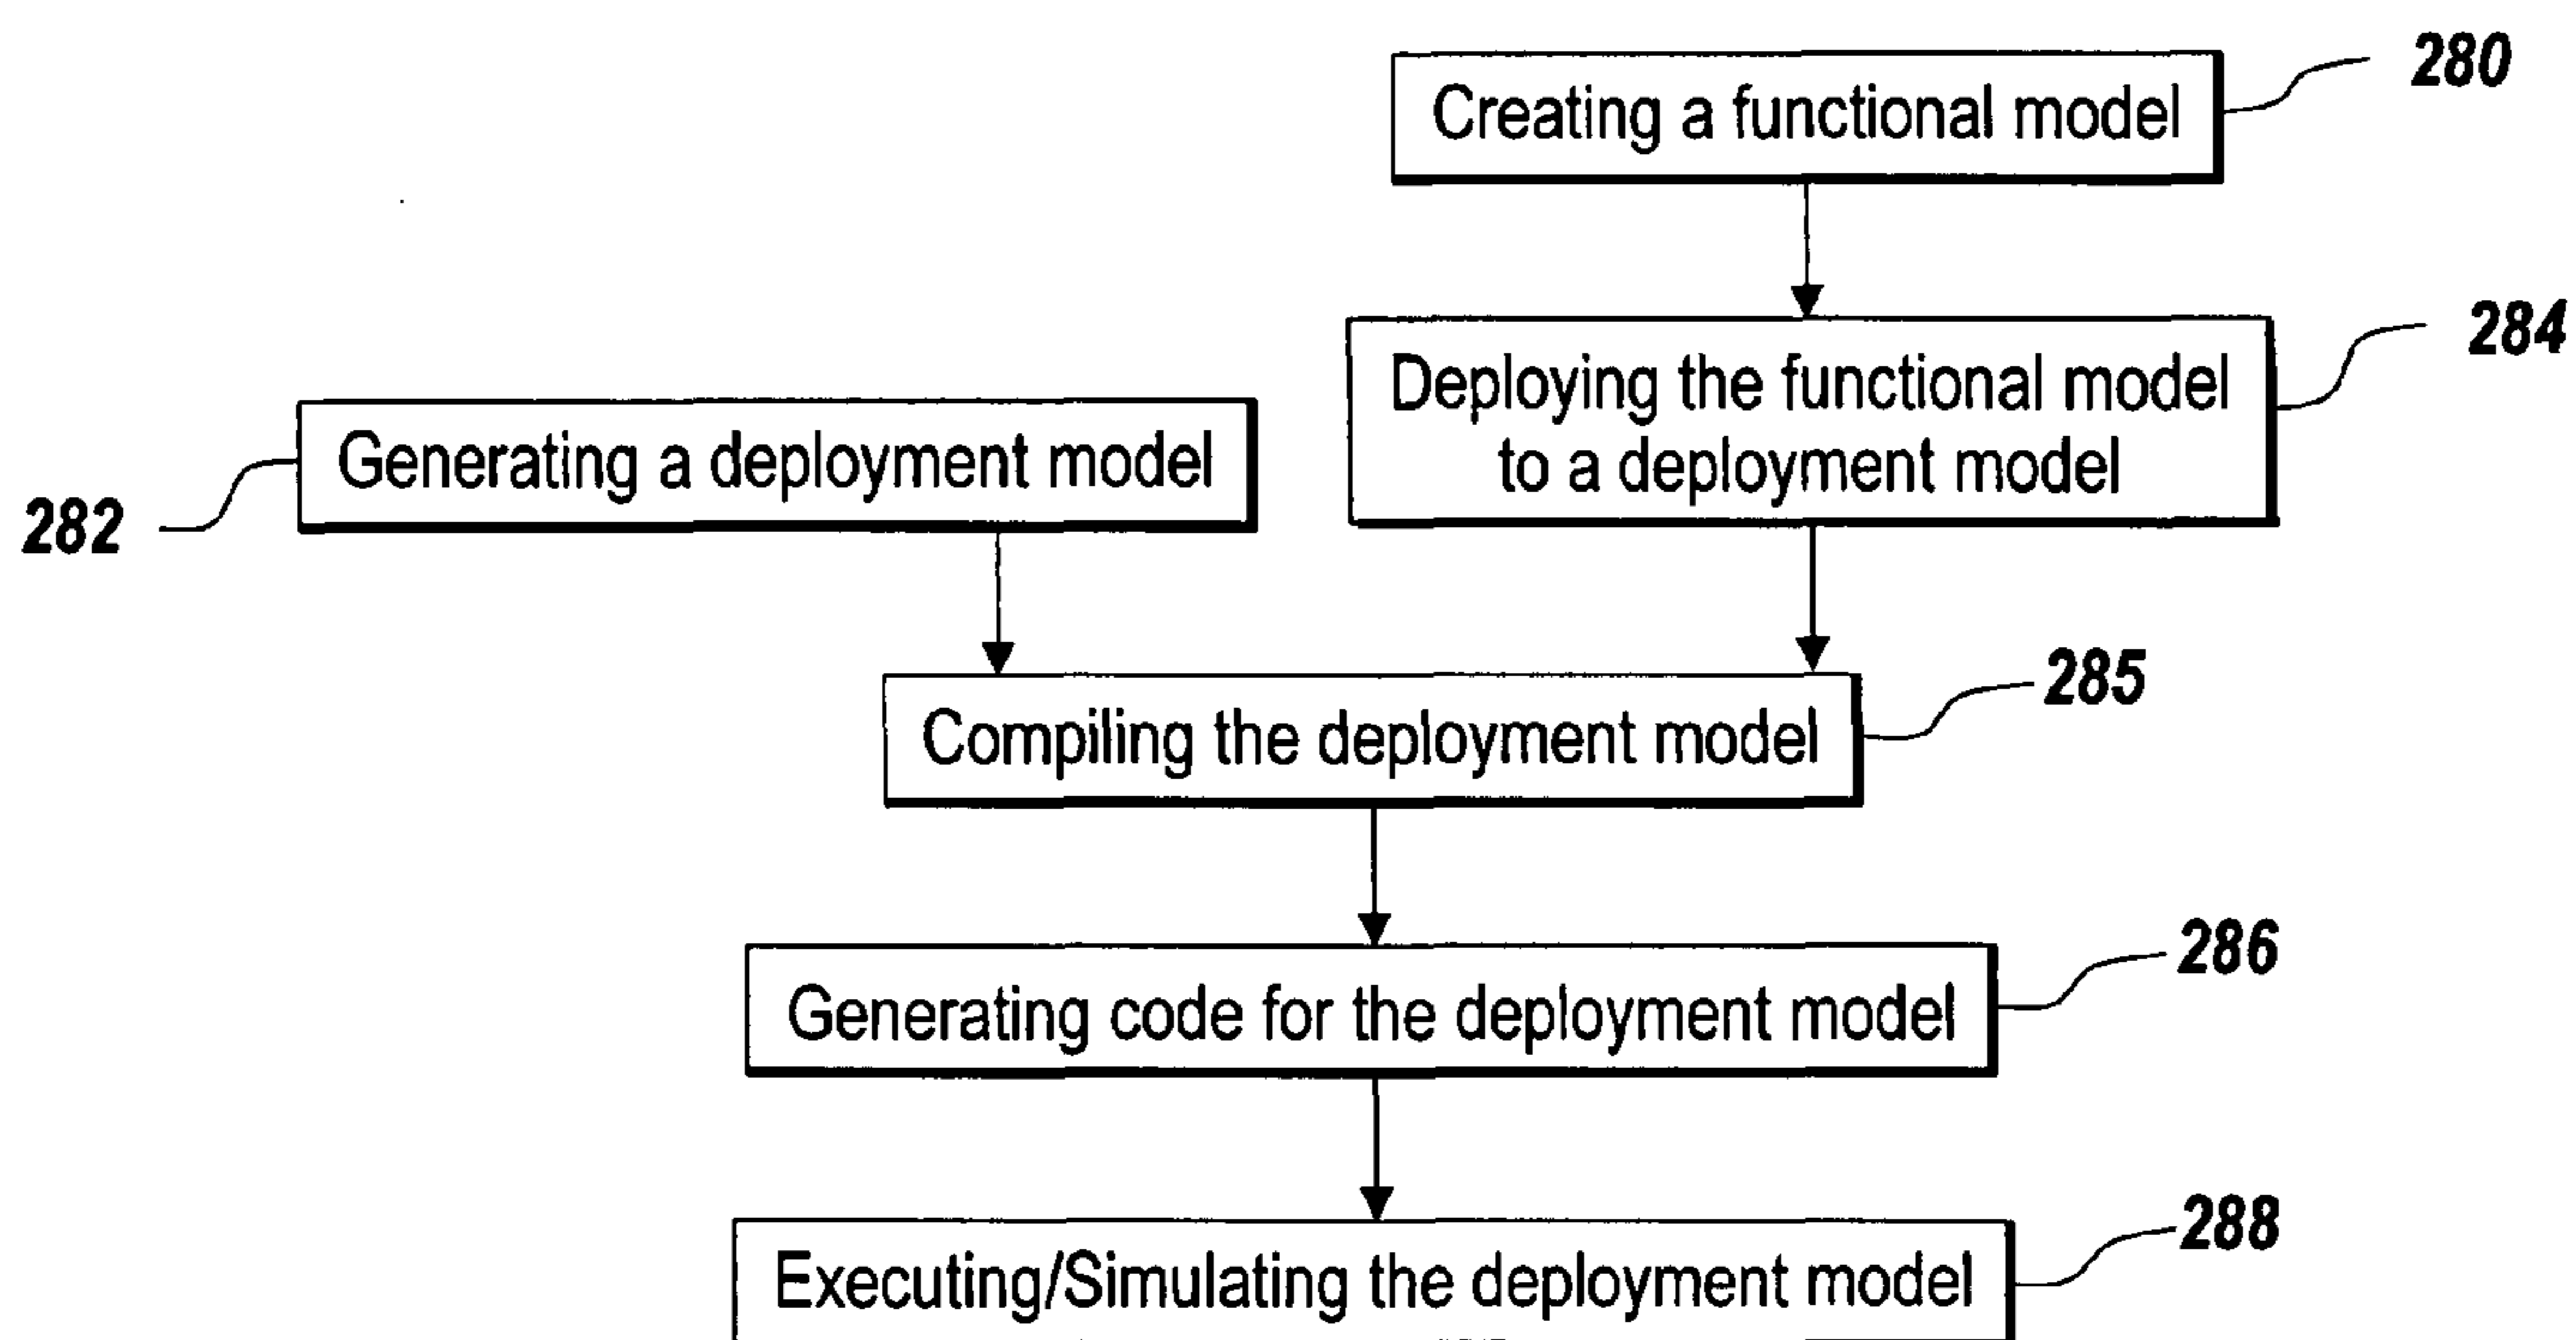 Creating a functional model
280
Deploying the functional model
to a deployment model
284
Generating a deployment model
282
Compiling the deployment model
285
Generating code for the deployment model
286
Executing/Simulating the deployment model
288